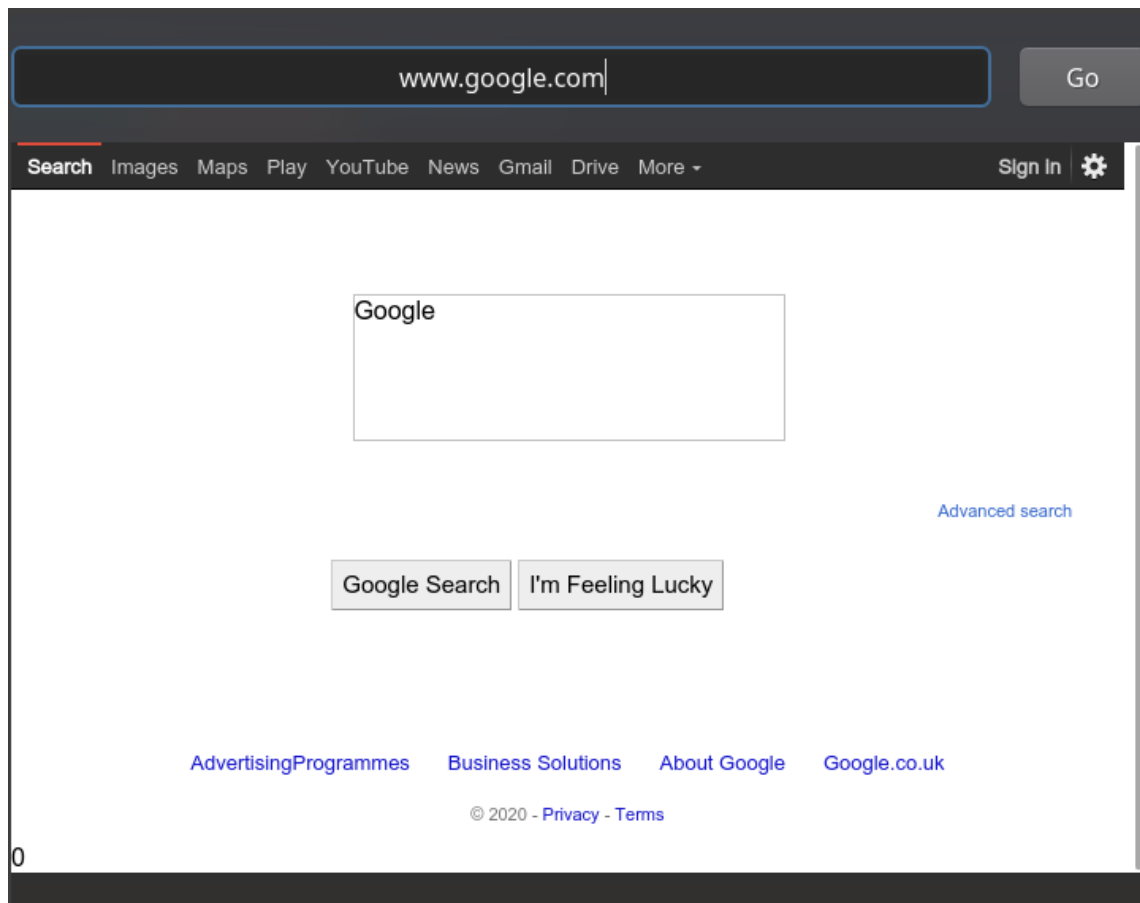 www.google.com Go
Search Images Maps Play YouTube News Gmail Drive More Sign in
Google
Advanced search
Google Search I'm Feeling Lucky
AdvertisingProgrammes Business Solutions About Google Google.co.uk
© 2020 - Privacy - Terms
0